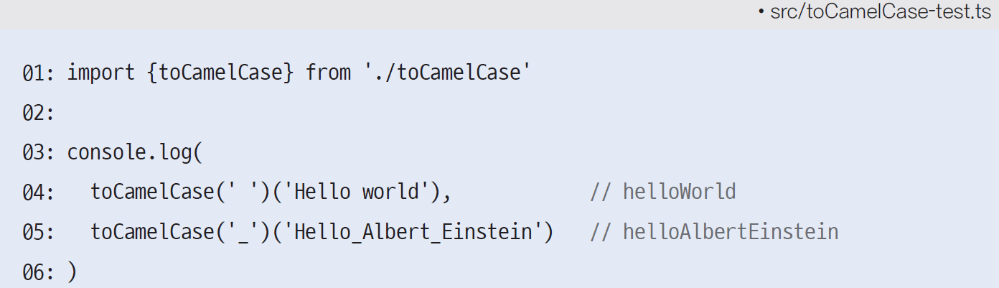 • src/toCamelCase-test.ts
01: import {toCamelCase} from './toCamelCase'
02:
03: console.log(
04:   toCamelCase(' ')('Hello world'),            // helloWorld
05:   toCamelCase('_')('Hello_Albert_Einstein')   // helloAlbertEinstein
06: )